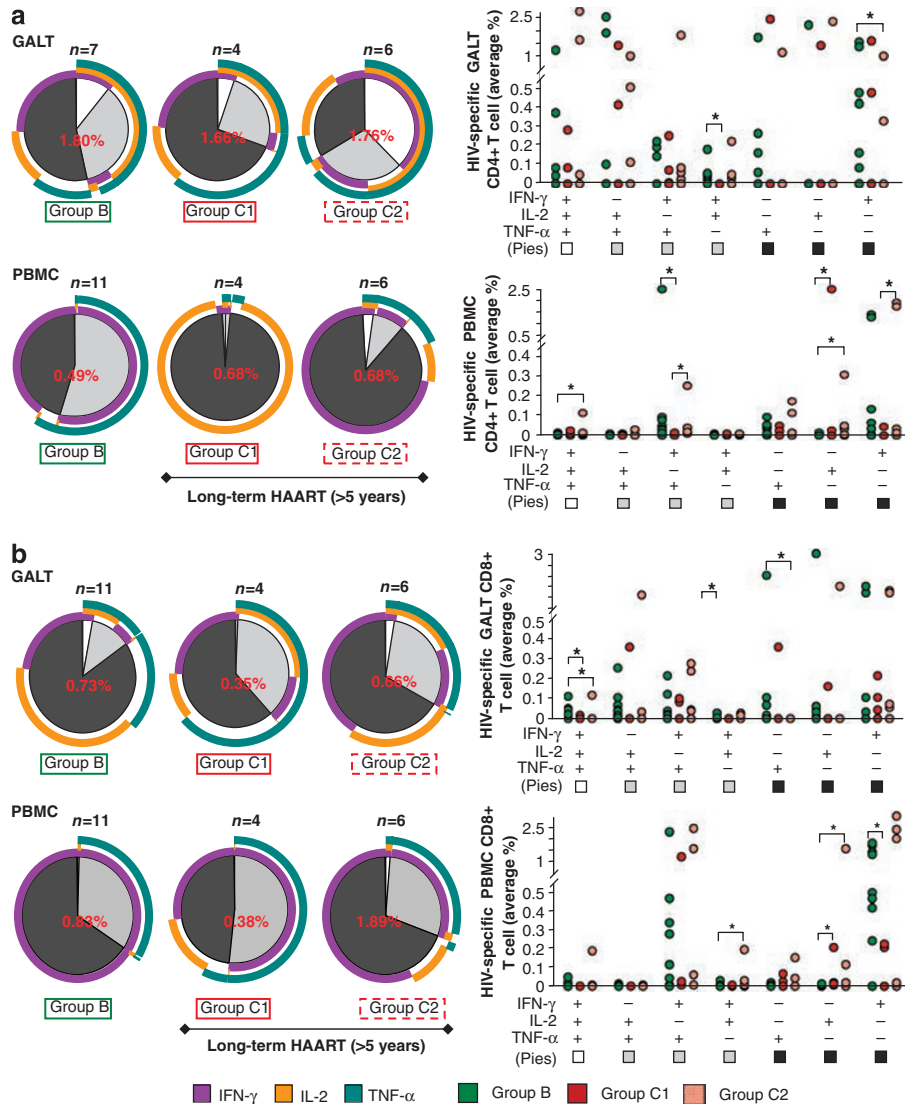 a
GALT
n=7
n=4
n=6
1.80%
1.66%
1.76%
Group B
Group C1
Group C2
HIV-specific GALT
CD4+ T cell (average %)
2.5
1
0.5
0.4
0.3
0.2
0.1
0
*
*
IFN-γ + − + + − − +
IL-2 + + − + − + −
TNF-α + + + − + − −
(Pies)
PBMC
n=11
n=4
n=6
0.49%
0.68%
0.68%
Group B
Group C1
Group C2
Long-term HAART (>5 years)
HIV-specific PBMC
CD4+ T cell (average %)
2.5
0.5
0.4
0.3
0.2
0.1
0
*
*
*
*
*
*
IFN-γ + − + + − − +
IL-2 + + − + − + −
TNF-α + + + − + − −
(Pies)
b
GALT
n=11
n=4
n=6
0.73%
0.35%
0.66%
Group B
Group C1
Group C2
HIV-specific GALT CD8+
T cell (average %)
3
0.5
0.4
0.3
0.2
0.1
0
*
*
*
*
IFN-γ + − + + − − +
IL-2 + + − + − + −
TNF-α + + + − + − −
(Pies)
PBMC
n=11
n=4
n=6
0.83%
0.38%
1.89%
Group B
Group C1
Group C2
Long-term HAART (>5 years)
HIV-specific PBMC CD8+
T cell (average %)
2.5
1
0.5
0.4
0.3
0.2
0.1
0
*
*
*
*
IFN-γ + − + + − − +
IL-2 + + − + − + −
TNF-α + + + − + − −
(Pies)
IFN-γ IL-2 TNF-α Group B Group C1 Group C2